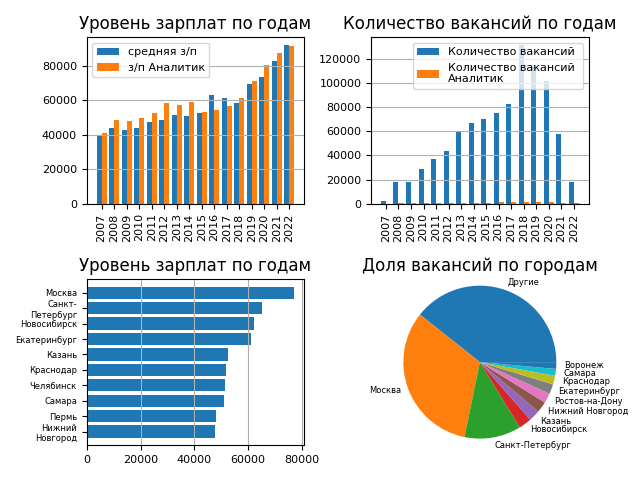 Уровень зарплат по годам
средняя з/п
з/п Аналитик
80000
60000
40000
20000
0
2007
2008
2009
2010
2011
2012
2013
2014
2015
2016
2017
2018
2019
2020
2021
2022
Количество вакансий по годам
Количество вакансий
Количество вакансий
Аналитик
120000
100000
80000
60000
40000
20000
0
2007
2008
2009
2010
2011
2012
2013
2014
2015
2016
2017
2018
2019
2020
2021
2022
Уровень зарплат по годам
Москва
Санкт-
Петербург
Новосибирск
Екатеринбург
Казань
Краснодар
Челябинск
Самара
Пермь
Нижний
Новгород
0
20000
40000
60000
80000
Доля вакансий по городам
Другие
Москва
Санкт-Петербург
Новосибирск
Казань
Нижний Новгород
Ростов-на-Дону
Екатеринбург
Краснодар
Самара
Воронеж